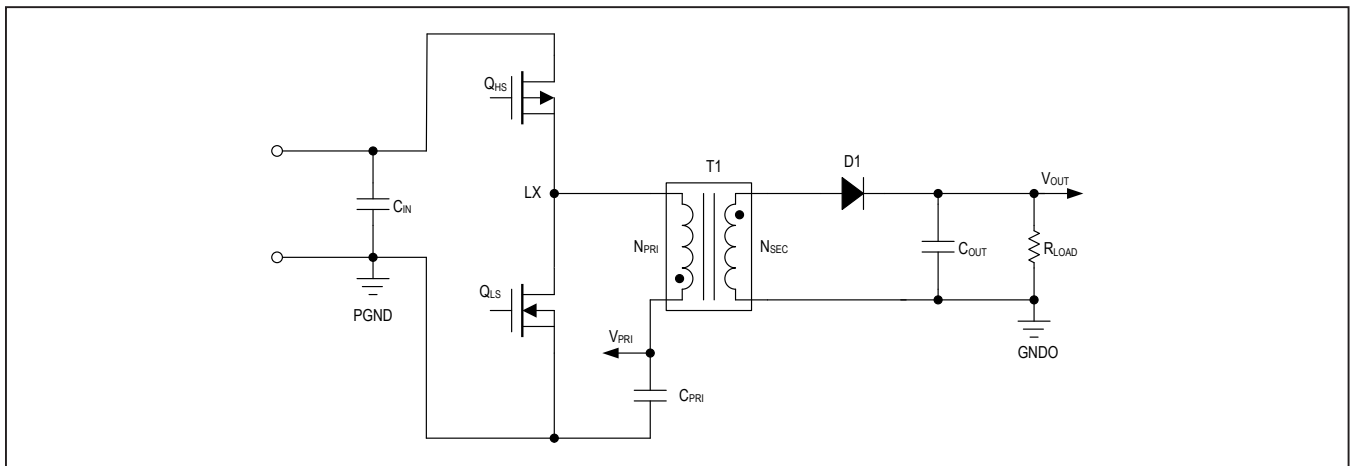 QHS
T1
D1
VOUT
LX
CIN
NPRI
NSEC
COUT
RLOAD
QLS
PGND
VPRI
GNDO
CPRI